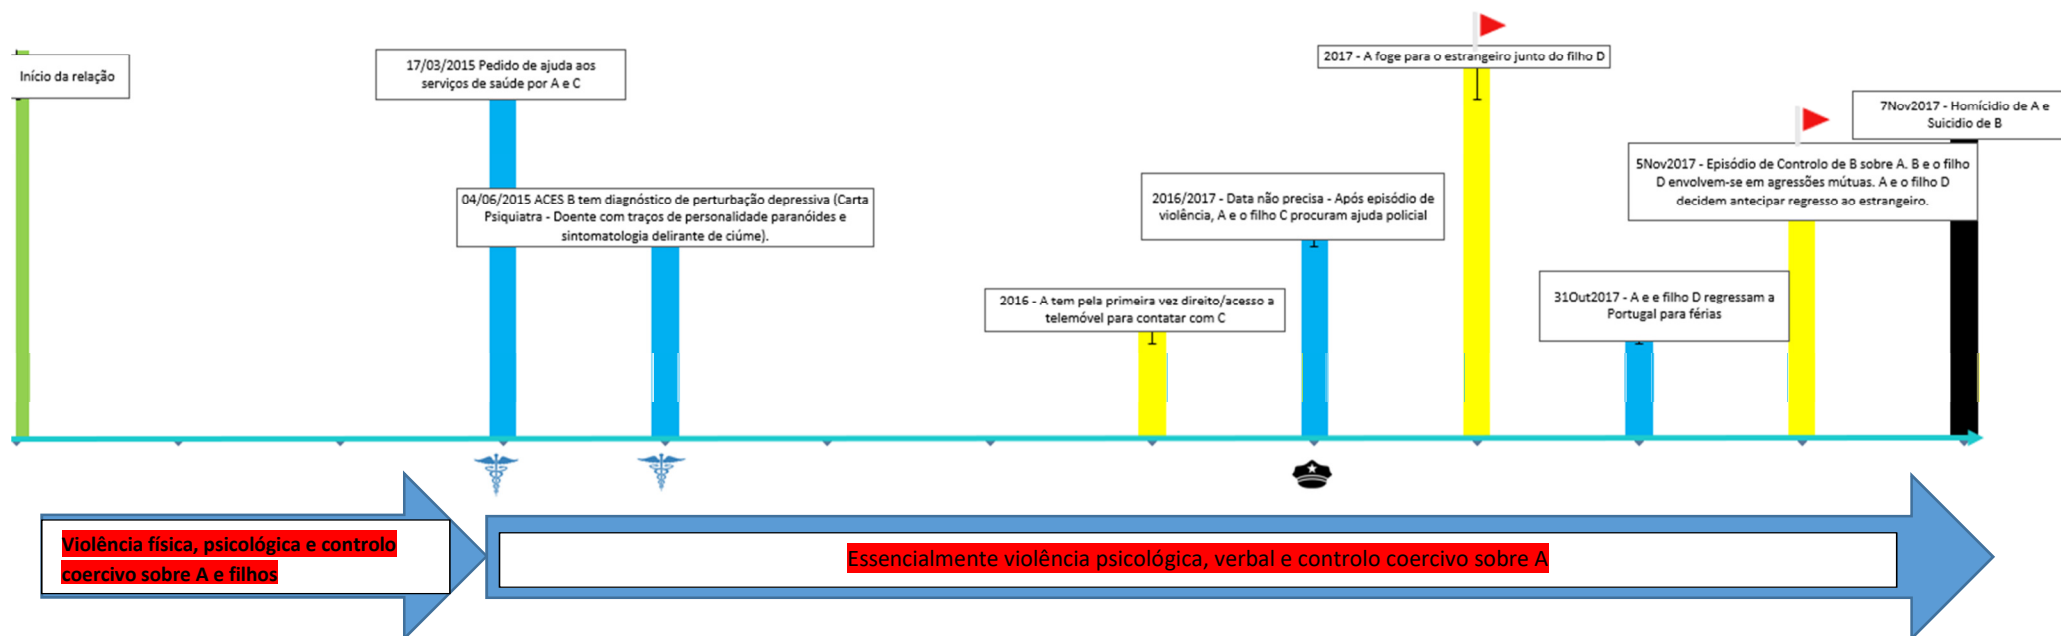 Início da relação
17/03/2015 Pedido de ajuda aos
serviços de saúde por A e C
04/06/2015 ACES B tem diagnóstico de perturbação depressiva (Carta
Psiquiatra - Doente com traços de personalidade paranóides e
sintomatologia delirante de ciúme).
2016 - A tem pela primeira vez direito/acesso a
telemóvel para contatar com C
2016/2017 - Data não precisa - Após episódio de
violência, A e o filho C procuram ajuda policial
2017 - A foge para o estrangeiro junto do filho D
31Out2017 - A e e filho D regressam a
Portugal para férias
5Nov2017 - Episódio de Controlo de B sobre A. B e o filho
D envolvem-se em agressões mútuas. A e o filho D
decidem antecipar regresso ao estrangeiro.
7Nov2017 - Homícidio de A e
Suicidio de B
Violência física, psicológica e controlo
coercivo sobre A e filhos
Essencialmente violência psicológica, verbal e controlo coercivo sobre A